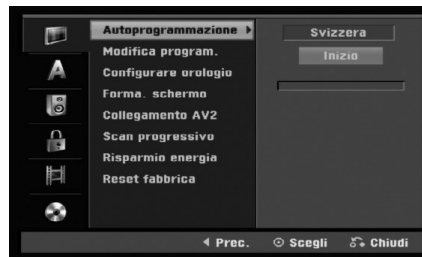 Autoprogrammazione
Modifica program.
Configurare orologio
Forma. schermo
Collegamento AV2
Scan progressivo
Risparmio energia
Reset fabbrica
Svizzera
Inizio
A
Prec. Scegli Chiudi